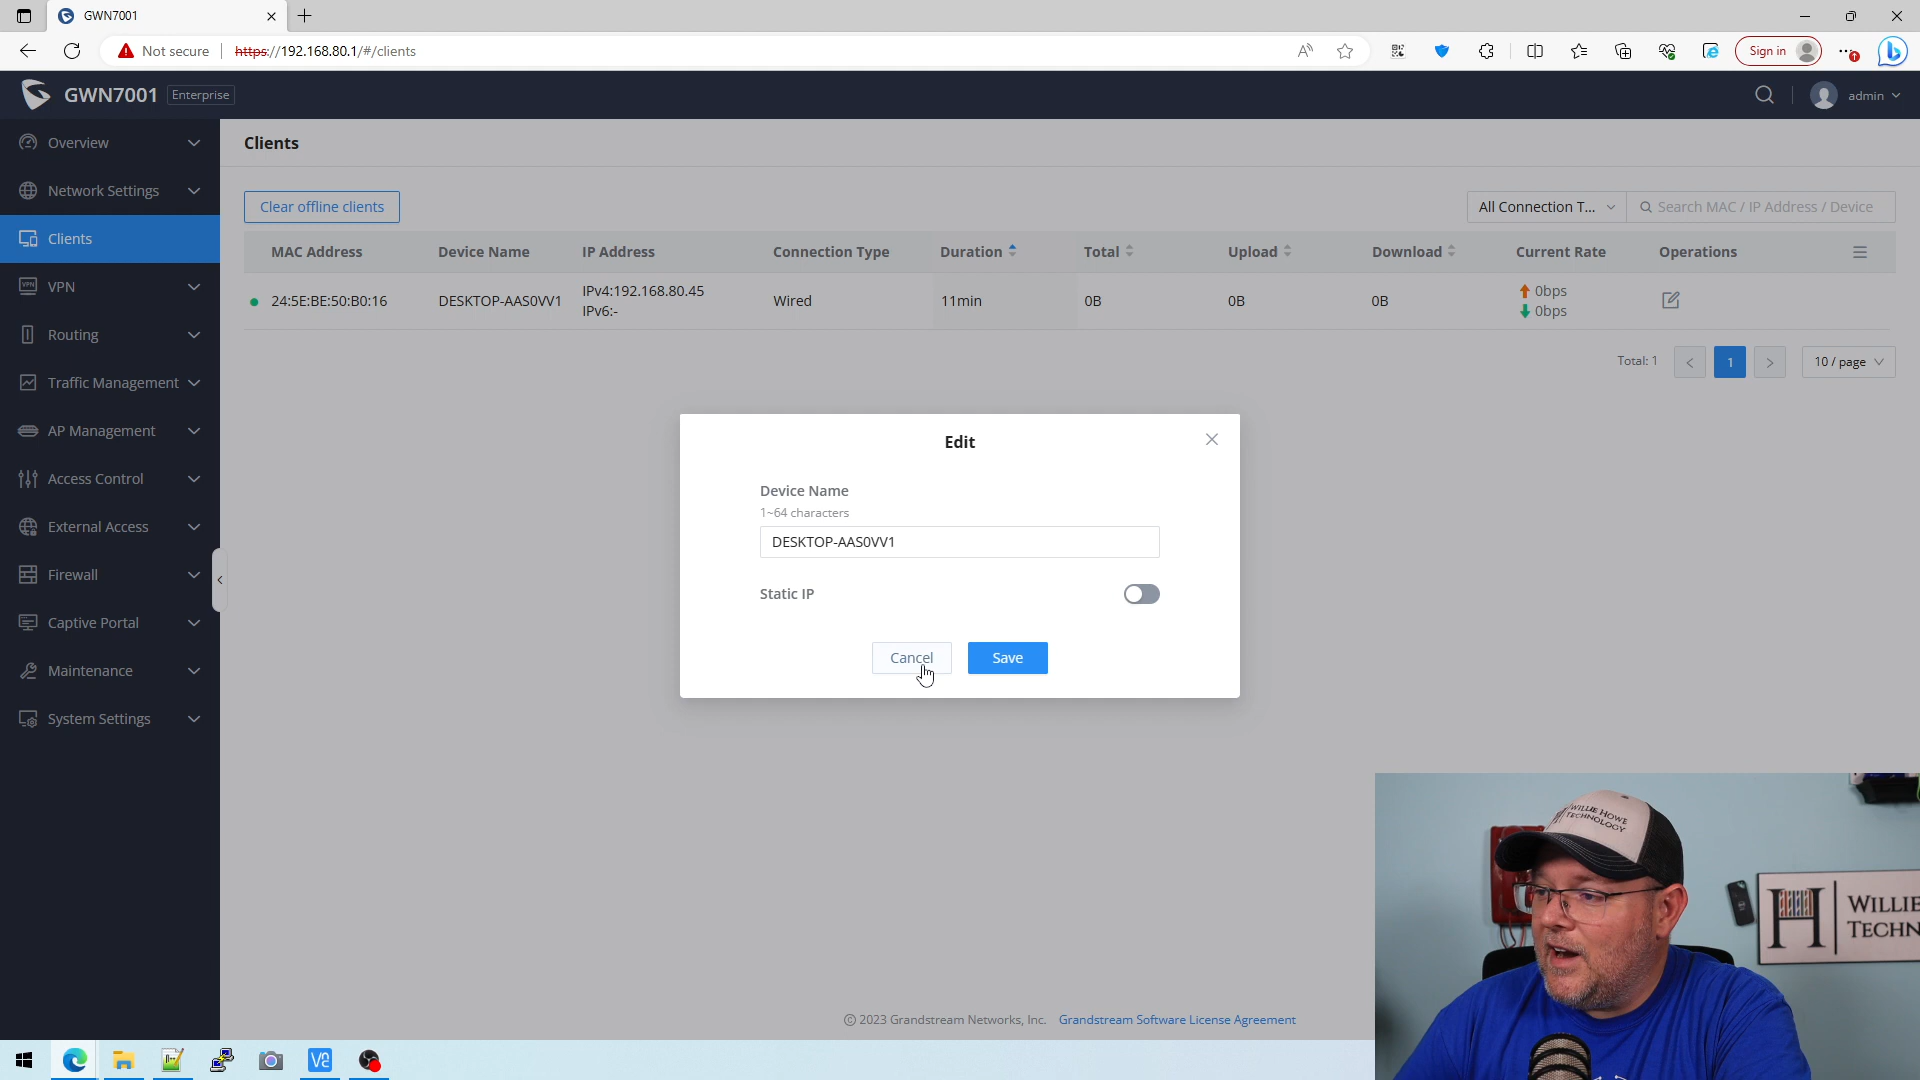 GWN7001
Not secure
https://192.168.80.1/#/clients
Sign in
GWN7001
Enterprise
admin
Overview
Network Settings
Clients
VPN
Routing
Traffic Management
AP Management
Access Control
External Access
Firewall
Captive Portal
Maintenance
System Settings
Clients
Clear offline clients
All Connection T...
Search MAC / IP Address / Device
MAC Address Device Name IP Address Connection Type Duration Total Upload Download Current Rate Operations
24:5E:BE:50:B0:16 DESKTOP-AAS0VV1 IPv4:192.168.80.45 Wired 11min 0B 0B 0B 0bps
IPv6:- 0bps
Total: 1 < 1 > 10 / page
Edit
Device Name
1~64 characters
DESKTOP-AAS0VV1
Static IP
Cancel Save
WILLIE HOWE
TECHNOLOGY
WILLIE
TECHN
© 2023 Grandstream Networks, Inc. Grandstream Software License Agreement